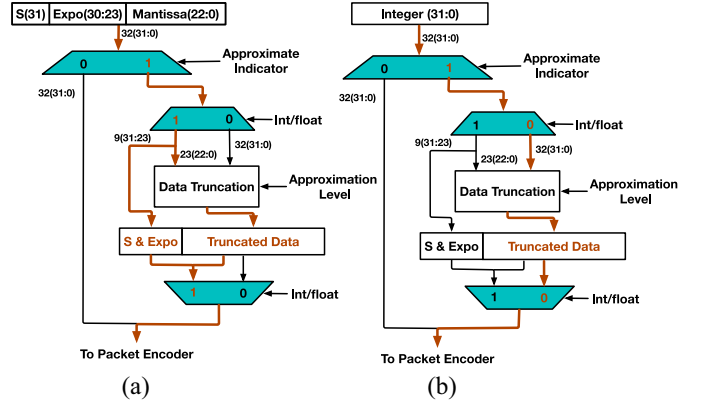 S(31) Expo(30:23) Mantissa(22:0)
32(31:0)
0 1
Approximate
Indicator
32(31:0)
1 0
Int/float
9(31:23)
23(22:0)
32(31:0)
Data Truncation
Approximation
Level
S & Expo Truncated Data
1 0
Int/float
To Packet Encoder
(a)
Integer (31:0)
32(31:0)
0 1
Approximate
Indicator
32(31:0)
1 0
Int/float
9(31:23)
23(22:0)
32(31:0)
Data Truncation
Approximation
Level
S & Expo Truncated Data
1 0
Int/float
To Packet Encoder
(b)